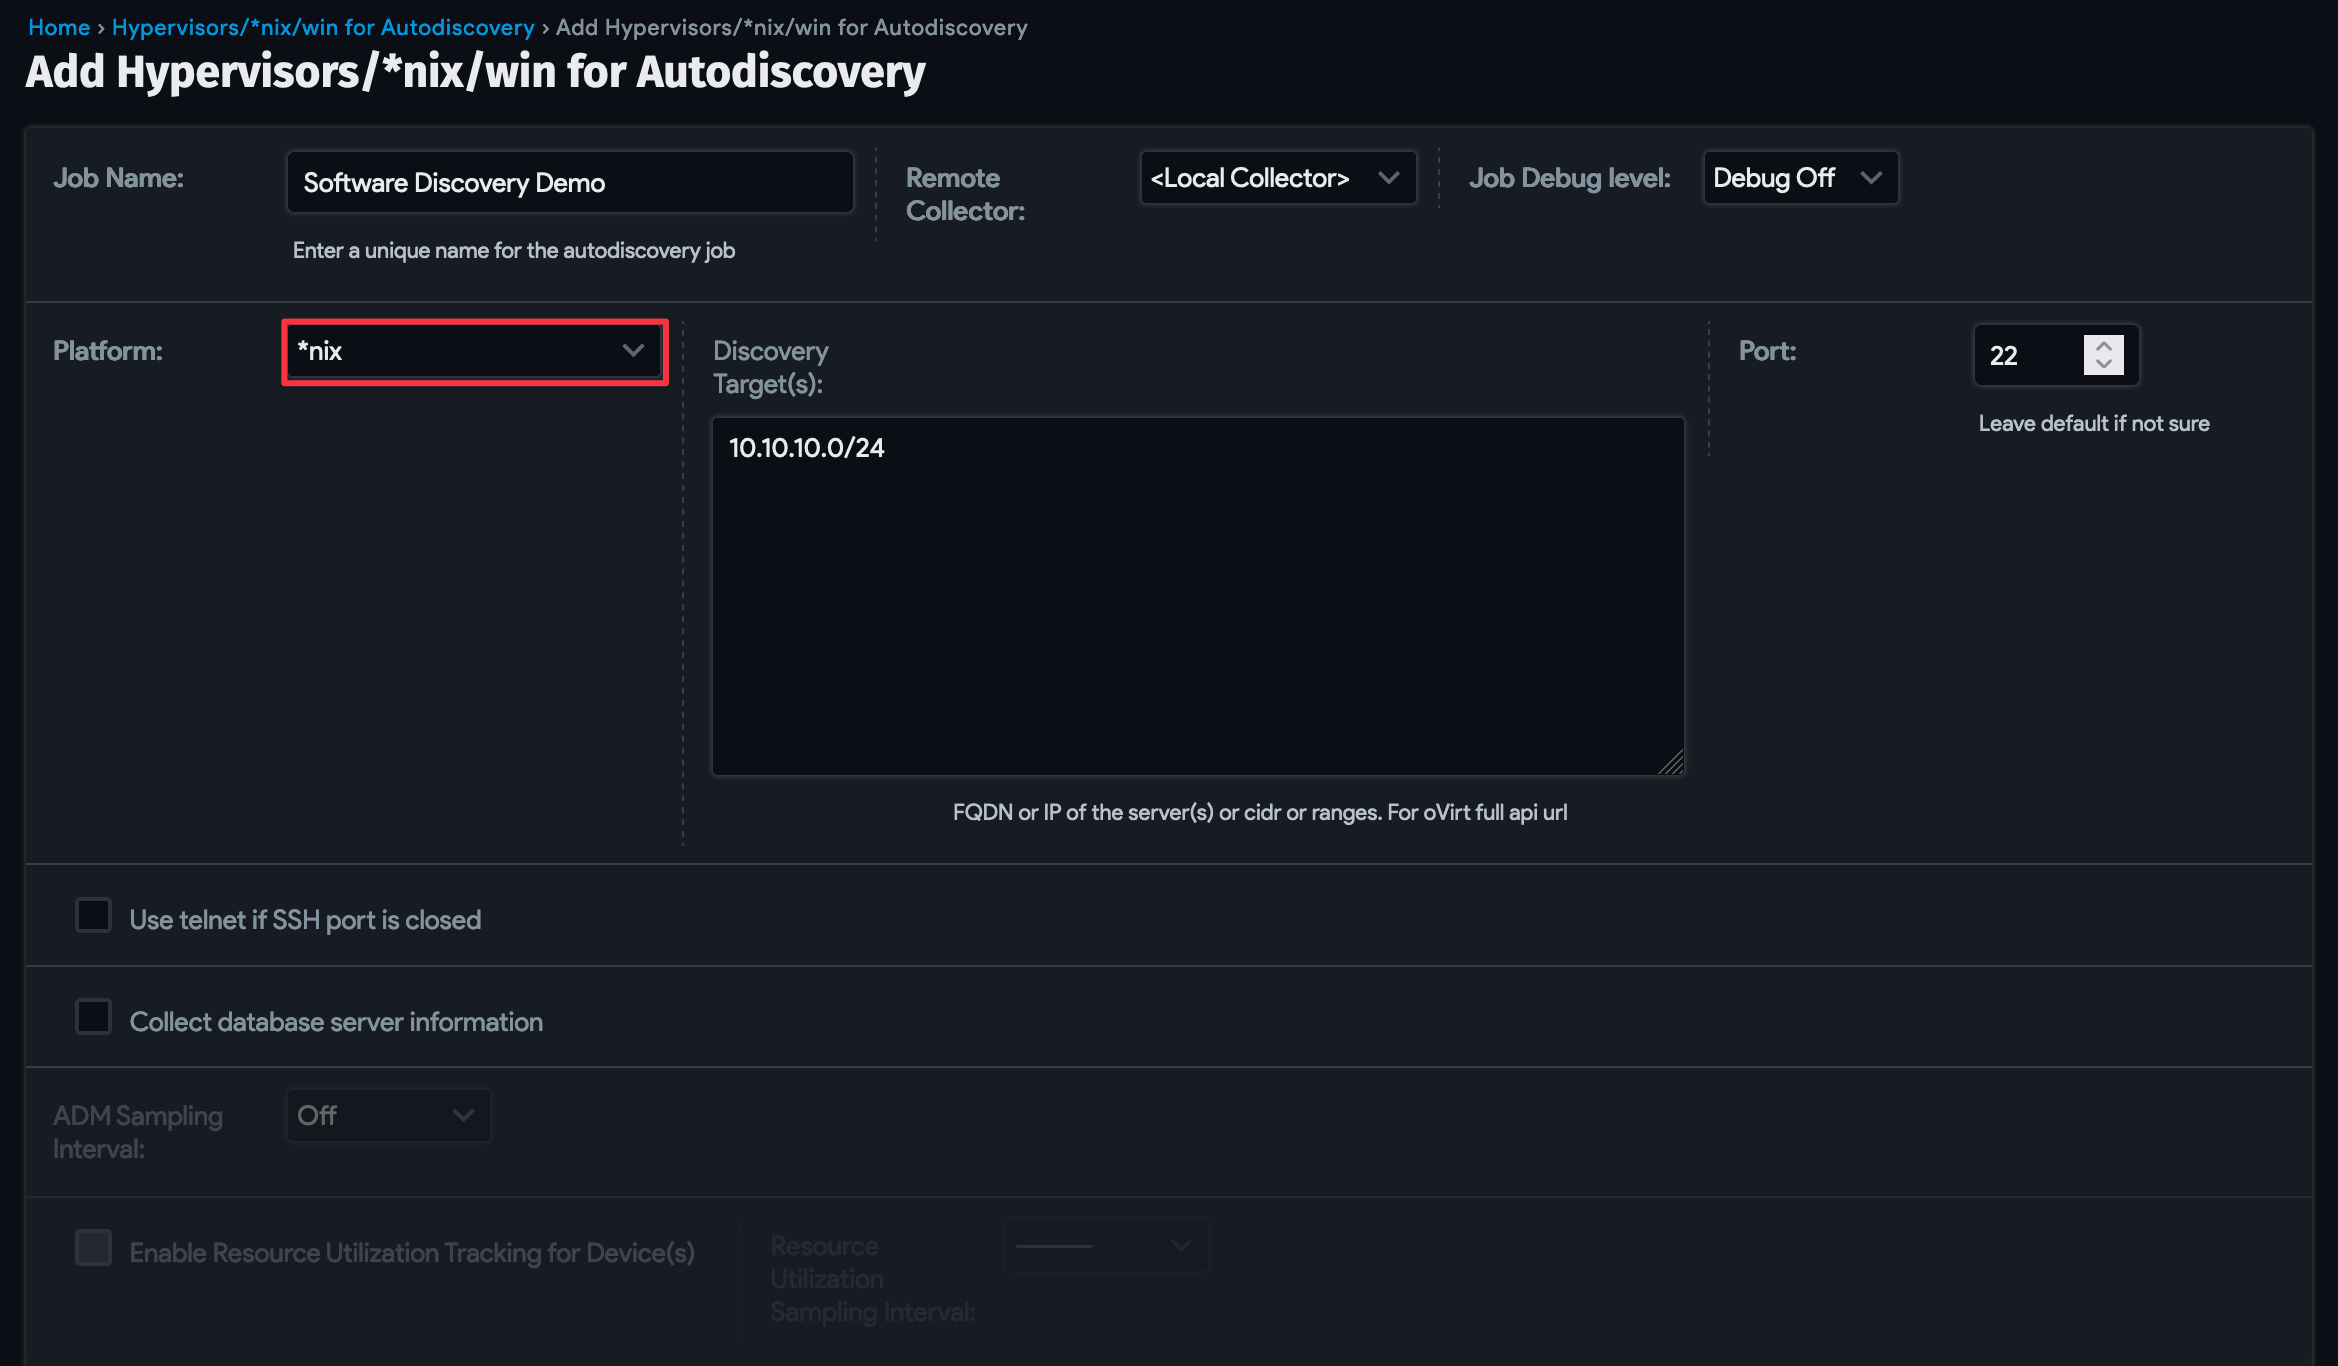 Home › Hypervisors/*nix/win for Autodiscovery › Add Hypervisors/*nix/win for Autodiscovery
Add Hypervisors/*nix/win for Autodiscovery
Job Name:
Software Discovery Demo
Enter a unique name for the autodiscovery job
Remote
Collector:
<Local Collector>
Job Debug level:
Debug Off
Platform:
*nix
Discovery
Target(s):
10.10.10.0/24
FQDN or IP of the server(s) or cidr or ranges. For oVirt full api url
Port:
22
Leave default if not sure
Use telnet if SSH port is closed
Collect database server information
ADM Sampling
Interval:
Off
Enable Resource Utilization Tracking for Device(s)
Resource
Utilization
Sampling Interval: